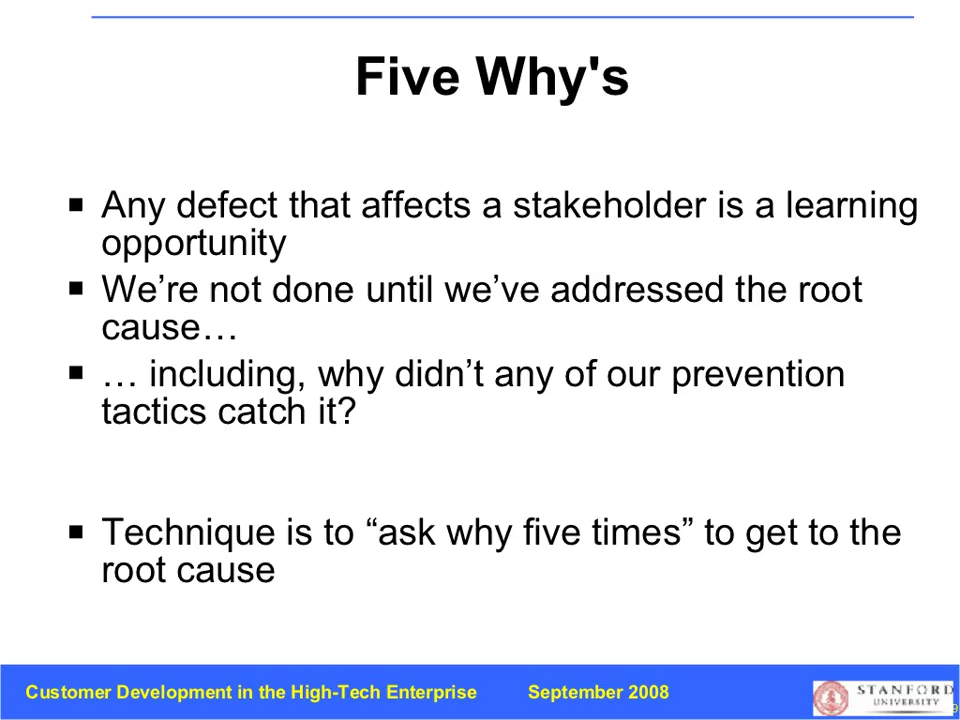 Five Why's
■ Any defect that affects a stakeholder is a learning
opportunity
■ We’re not done until we’ve addressed the root
cause…
■ … including, why didn’t any of our prevention
tactics catch it?
■ Technique is to “ask why five times” to get to the
root cause
Customer Development in the High-Tech Enterprise September 2008
STANFORD
UNIVERSITY
9